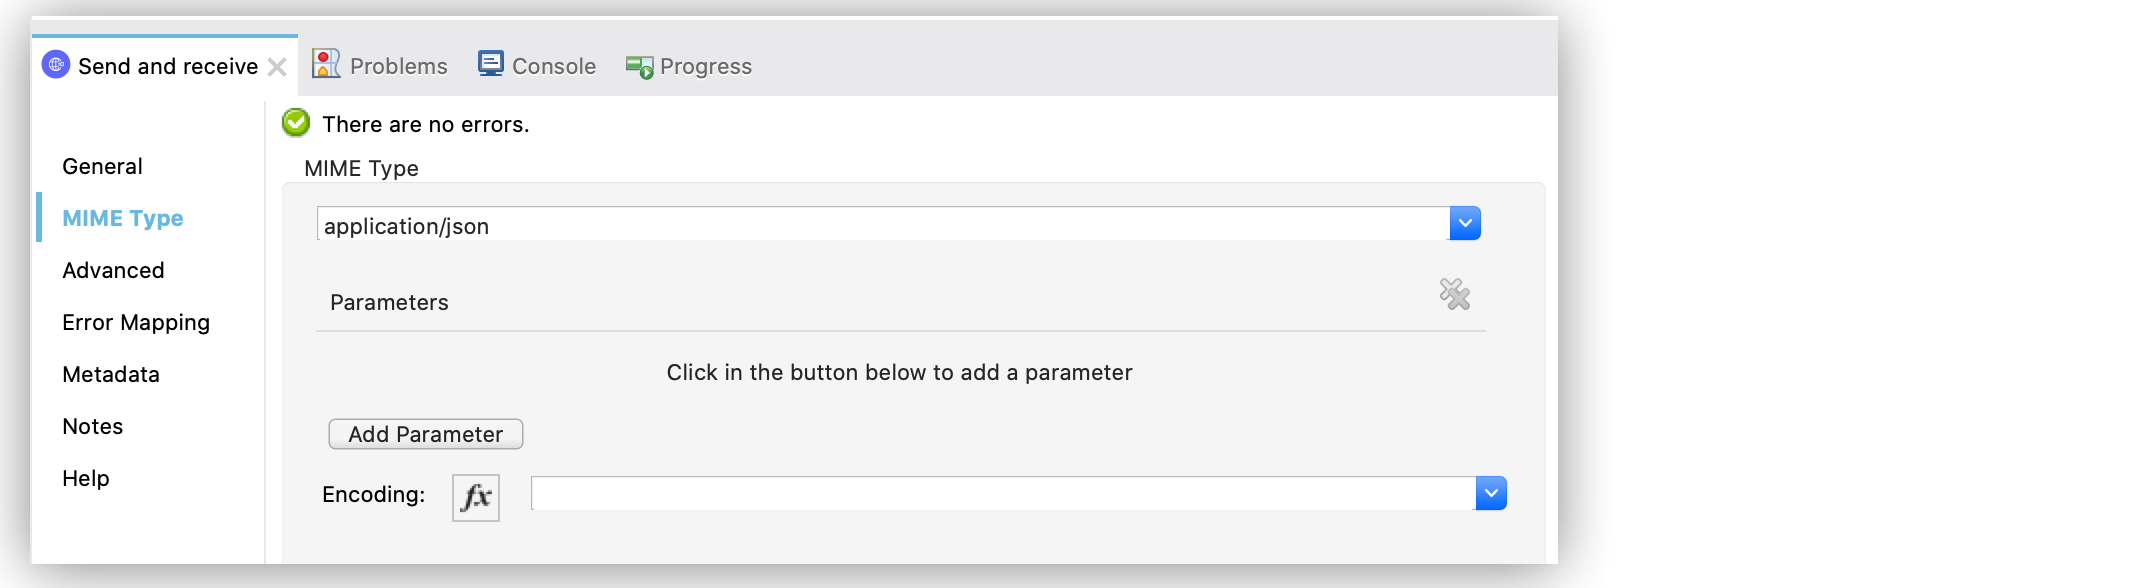 Send and receive Problems Console Progress
There are no errors.
General
MIME Type
Advanced
Error Mapping
Metadata
Notes
Help
MIME Type
application/json
Parameters
Click in the button below to add a parameter
Add Parameter
Encoding: fx